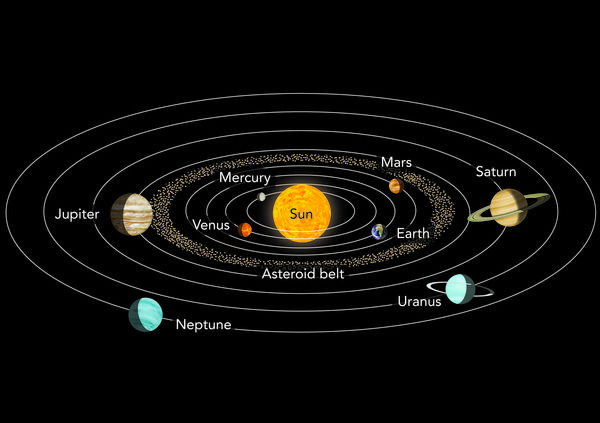 Mars
Mercury
Saturn
Jupiter
Sun
Venus
Earth
Asteroid belt
Uranus
Neptune